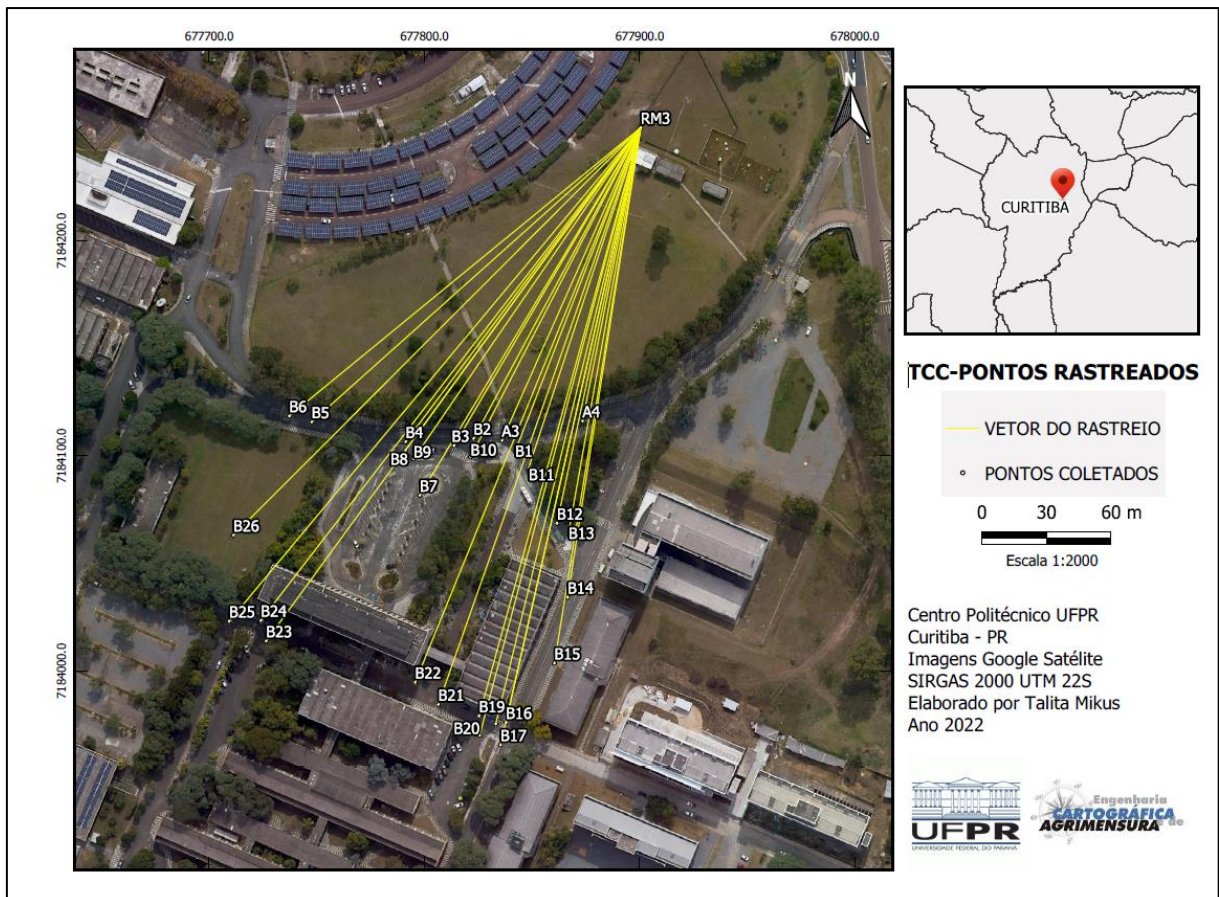 677700.0
677800.0
677900.0
678000.0
7184200.0
7184100.0
7184000.0
N
RM3
B6
B5
A4
B4
B3
B2
A3
B8
B9
B10
B1
B7
B11
B26
B12
B13
B14
B25
B24
B23
B15
B22
B21
B19
B16
B20
B17
CURITIBA
TCC-PONTOS RASTREADOS
VETOR DO RASTREIO
PONTOS COLETADOS
0 30 60 m
Escala 1:2000
Centro Politécnico UFPR
Curitiba - PR
Imagens Google Satélite
SIRGAS 2000 UTM 22S
Elaborado por Talita Mikus
Ano 2022
UFPR
UNIVERSIDADE FEDERAL DO PARANÁ
Engenharia
CARTOGRÁFICA
AGRIMENSURA e de